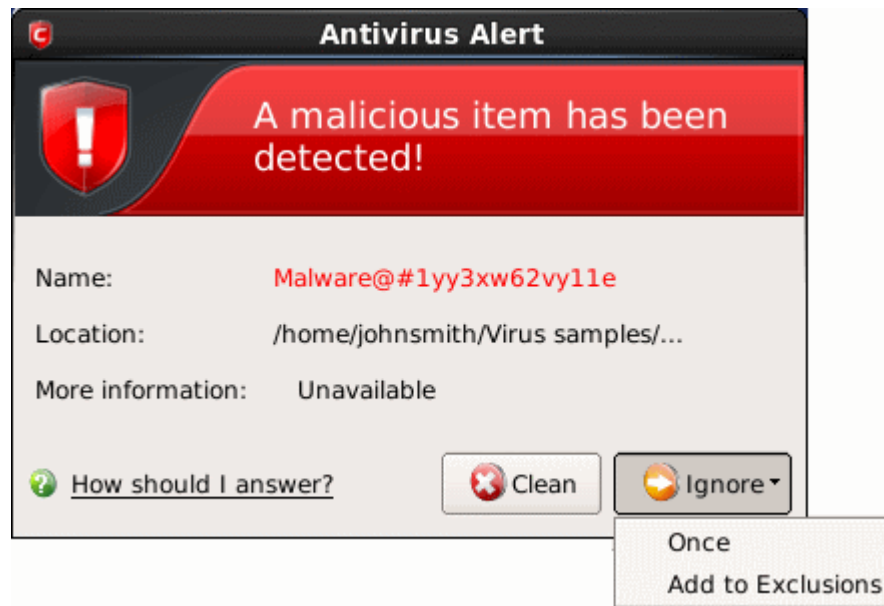 Antivirus Alert
A malicious item has been
detected!
Name: Malware@#1yy3xw62vy11e
Location: /home/johnsmith/Virus samples/...
More information: Unavailable
How should I answer? Clean Ignore
Once
Add to Exclusions